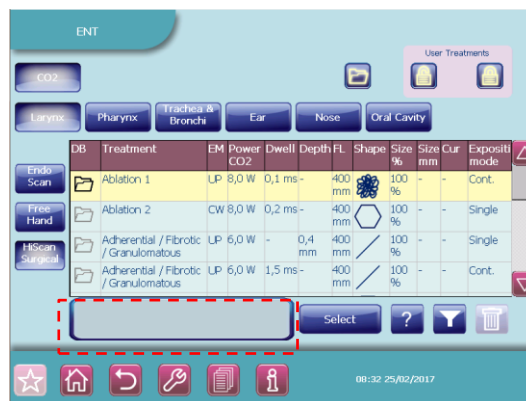 ENT
User Treatments
CO2
Larynx
Pharynx
Trachea &
Bronchi
Ear
Nose
Oral Cavity
DB Treatment EM Power CO2 Dwell Depth FL Shape Size % Size mm Cur Expositi mode
Endo
Scan
Free
Hand
HiScan
Surgical
Ablation 1 UP 8,0 W 0,1 ms - 400 mm 100 % - - Cont.
Ablation 2 CW 8,0 W 0,2 ms - 400 mm 100 % - - Single
Adherential / Fibrotic / Granulomatous UP 6,0 W - 0,4 mm 400 mm 100 % - - Single
Adherential / Fibrotic / Granulomatous UP 6,0 W 1,5 ms - 400 mm 100 % - - Cont.
Select
?
i
08:32 25/02/2017